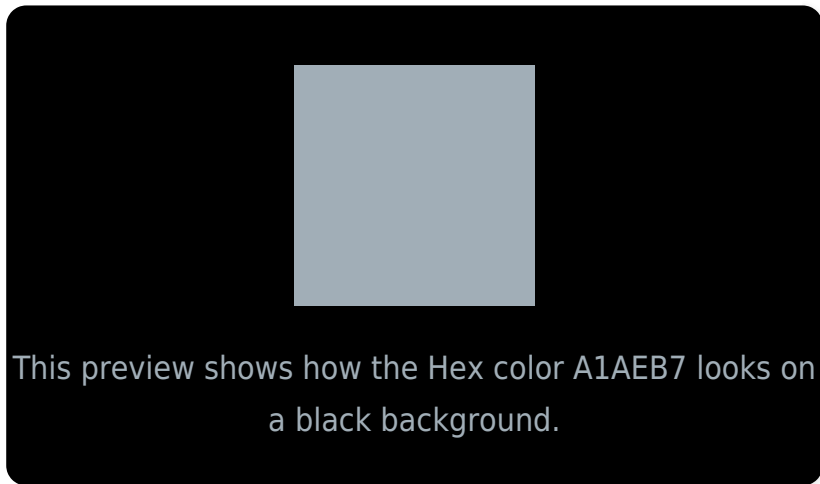 This preview shows how the Hex color A1AEB7 looks on
a black background.